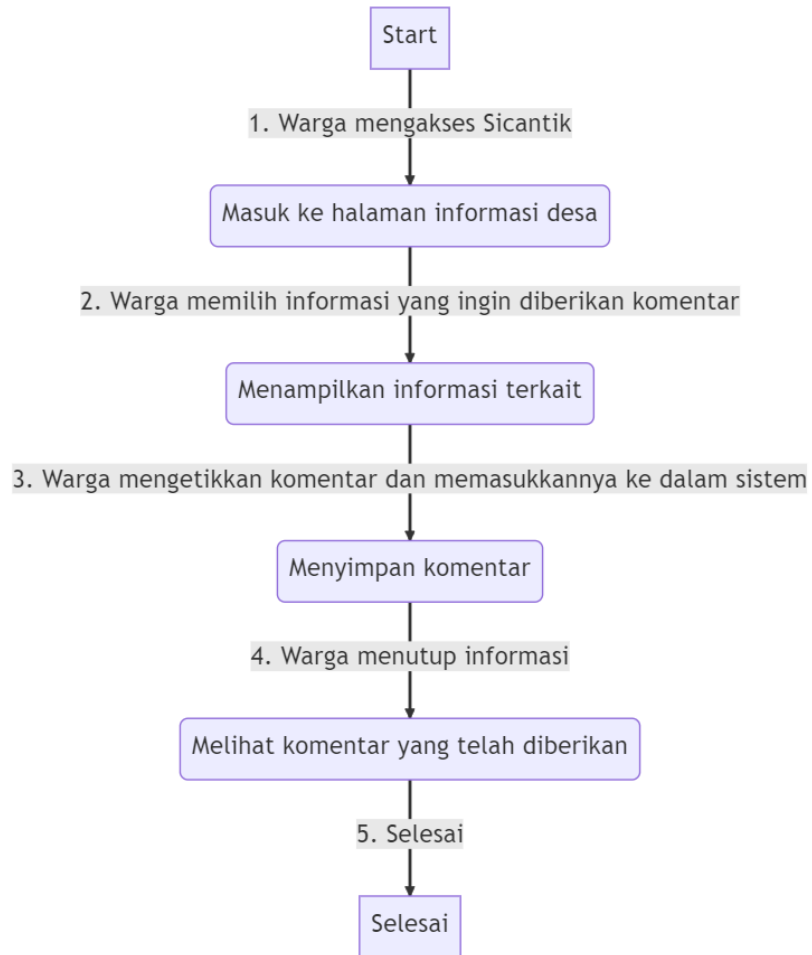 Start
1. Warga mengakses Sicantik
Masuk ke halaman informasi desa
2. Warga memilih informasi yang ingin diberikan komentar
Menampilkan informasi terkait
3. Warga mengetikkan komentar dan memasukkannya ke dalam sistem
Menyimpan komentar
4. Warga menutup informasi
Melihat komentar yang telah diberikan
5. Selesai
Selesai